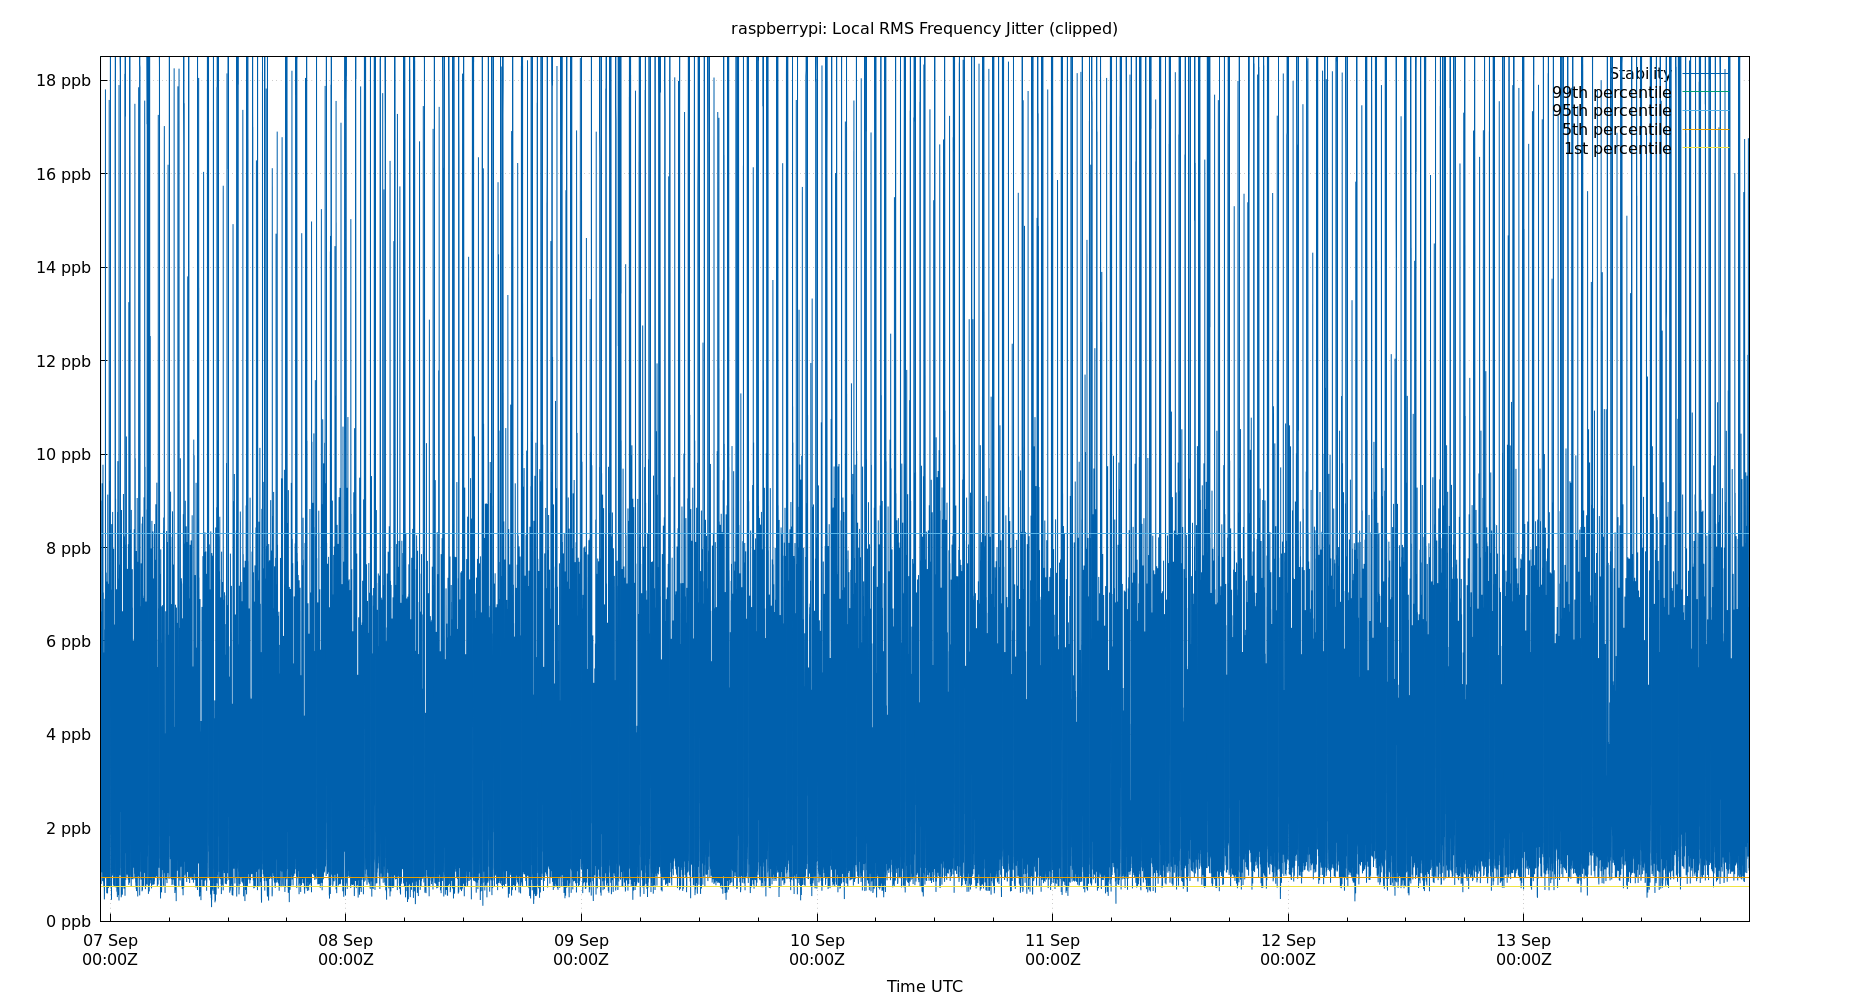 raspberrypi: Local RMS Frequency Jitter (clipped)
18 ppb
16 ppb
14 ppb
12 ppb
10 ppb
8 ppb
6 ppb
4 ppb
2 ppb
0 ppb
Stability
99th percentile
95th percentile
5th percentile
1st percentile
07 Sep
00:00Z
08 Sep
00:00Z
09 Sep
00:00Z
10 Sep
00:00Z
11 Sep
00:00Z
12 Sep
00:00Z
13 Sep
00:00Z
Time UTC